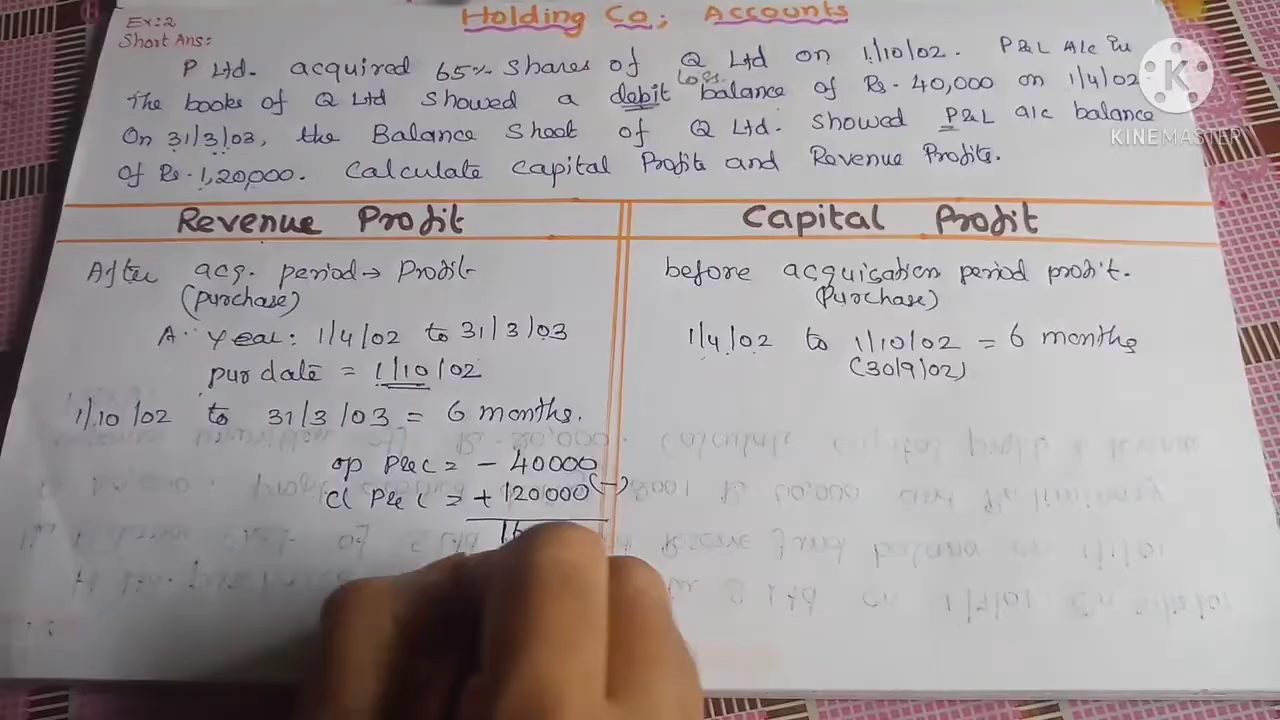 Ex:2
Holding Co; Accounts
Short Ans:
P Ltd. acquired 65% shares of Q Ltd on 1/10/02. P&L A/c in
loss
the books of Q Ltd showed a debit balance of Rs. 40,000 on 1/4/02
On 31/3/03, the Balance Sheet of Q Ltd. showed P&L a/c balance
of Rs. 1,20,000. Calculate Capital Profit and Revenue Profits.
KINEMASTER
Revenue Profit
After acq. period → Profit
(purchase)
A. year: 1/4/02 to 31/3/03
pur date = 1/10/02
1/10/02 to 31/3/03 = 6 months.
op P&L = - 40000
Cl P&L = + 120000 (-)
16
Capital Profit
before acquisation period profit.
(purchase)
1/4/02 to 1/10/02 = 6 months
(30/9/02)